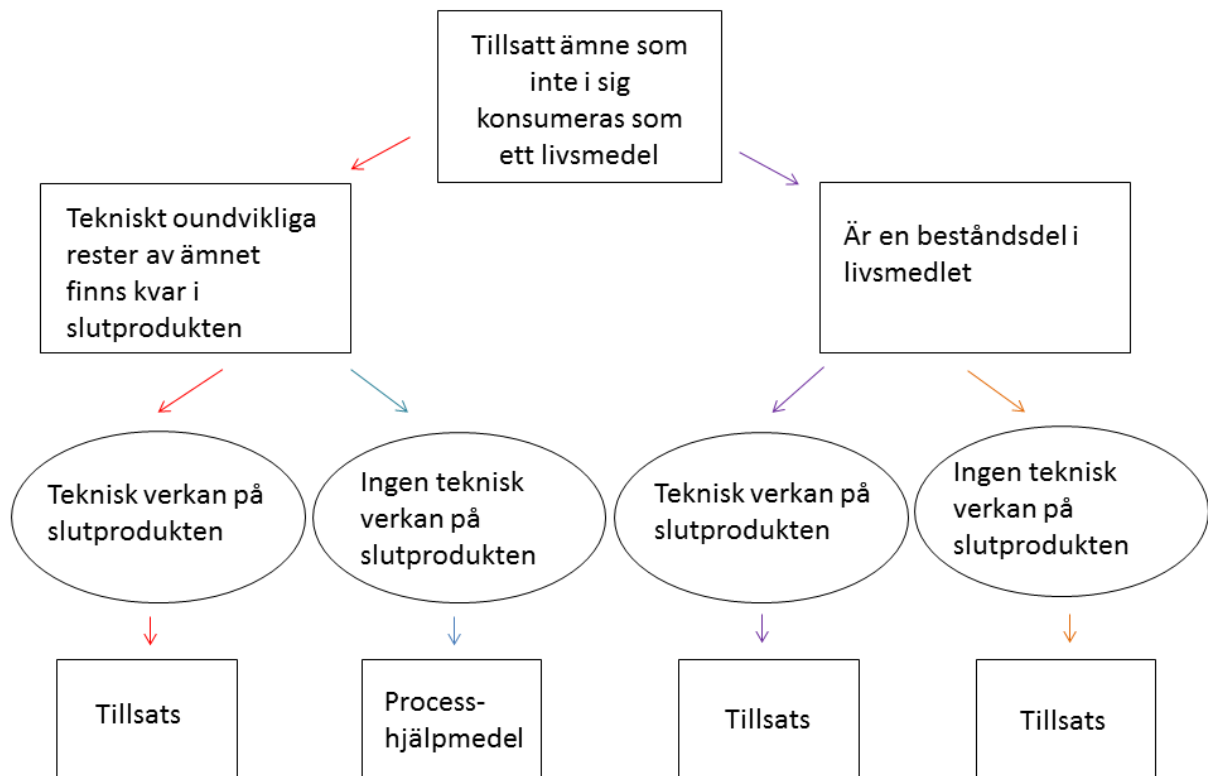 Tillsatt ämne som
inte i sig
konsumeras som
ett livsmedel
Tekniskt oundvikliga
rester av ämnet
finns kvar i
slutprodukten
Är en beståndsdel i
livsmedlet
Teknisk verkan på
slutprodukten
Ingen teknisk
verkan på
slutprodukten
Teknisk verkan på
slutprodukten
Ingen teknisk
verkan på
slutprodukten
Tillsats
Process-
hjälpmedel
Tillsats
Tillsats